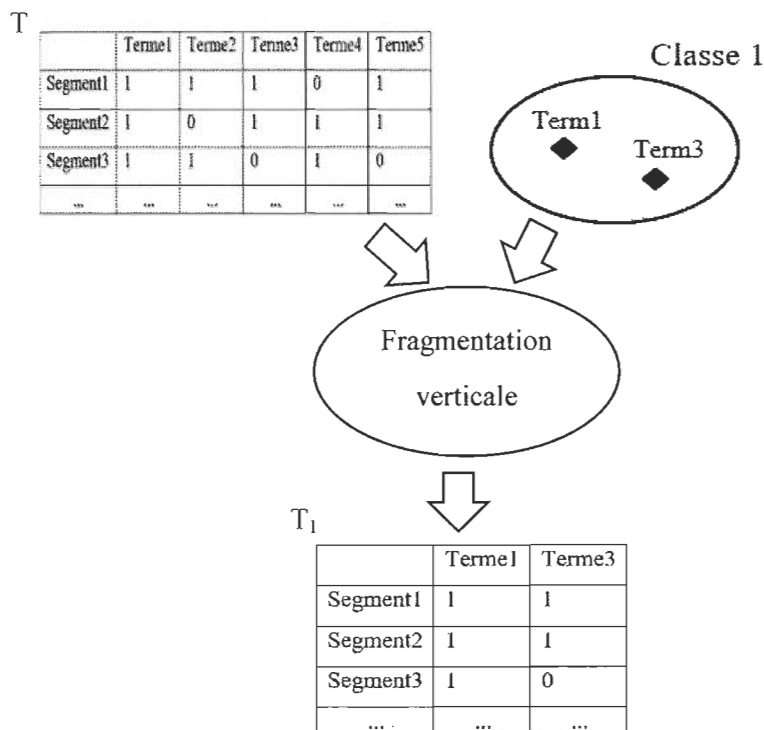 T
Terme1 Terme2 Terme3 Terme4 Terme5
Segment1 1 1 1 0 1
Segment2 1 0 1 1 1
Segment3 1 1 0 1 0
... ... ... ... ... ...
Classe 1
Term1
Term3
Fragmentation
verticale
T1
Terme1 Terme3
Segment1 1 1
Segment2 1 1
Segment3 1 0